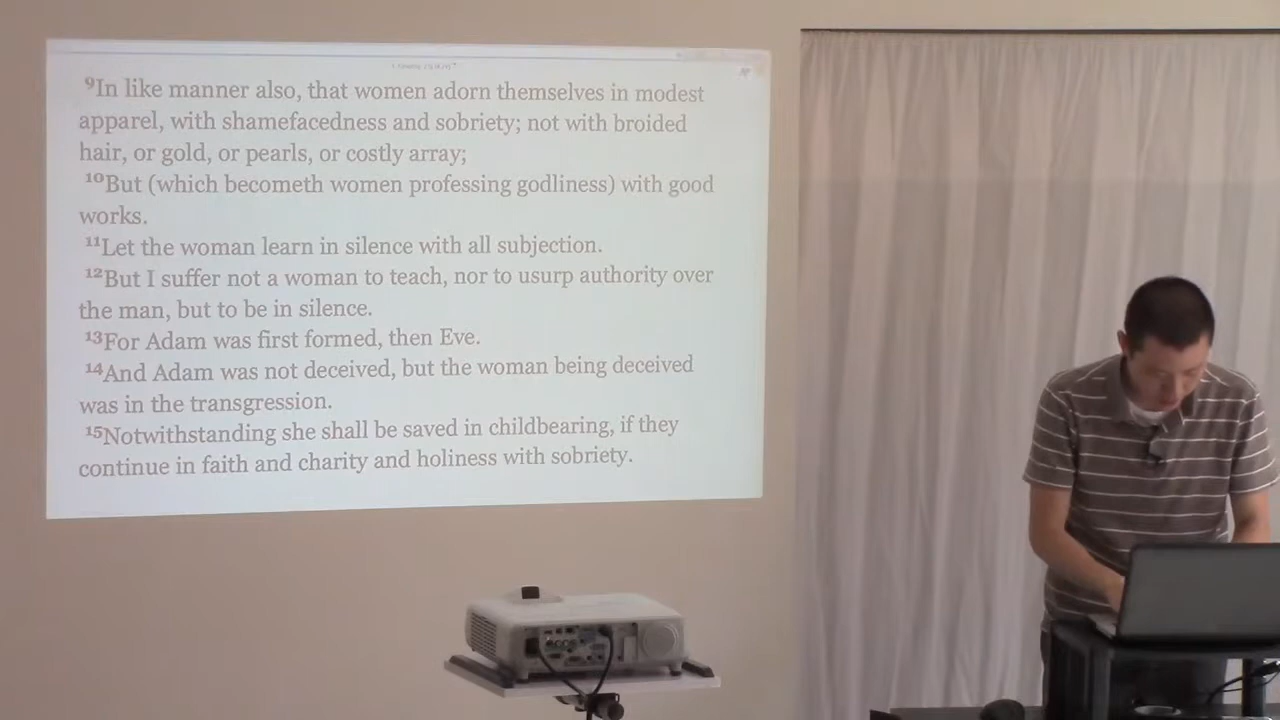 ⁹In like manner also, that women adorn themselves in modest
apparel, with shamefacedness and sobriety; not with broided
hair, or gold, or pearls, or costly array;
¹⁰But (which becometh women professing godliness) with good
works.
¹¹Let the woman learn in silence with all subjection.
¹²But I suffer not a woman to teach, nor to usurp authority over
the man, but to be in silence.
¹³For Adam was first formed, then Eve.
¹⁴And Adam was not deceived, but the woman being deceived
was in the transgression.
¹⁵Notwithstanding she shall be saved in childbearing, if they
continue in faith and charity and holiness with sobriety.